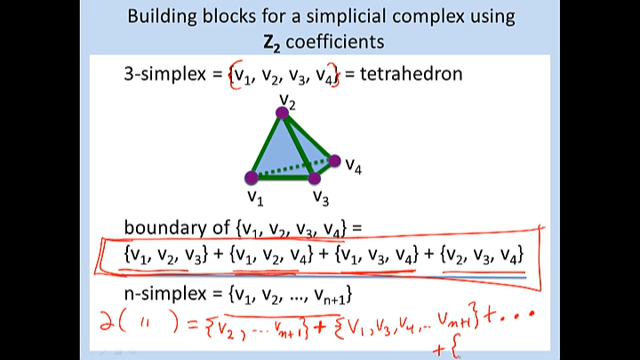 Building blocks for a simplicial complex using
Z₂ coefficients
3-simplex = {v₁, v₂, v₃, v₄} = tetrahedron
v₂
v₄
v₁
v₃
boundary of {v₁, v₂, v₃, v₄} =
{v₁, v₂, v₃} + {v₁, v₂, v₄} + {v₁, v₃, v₄} + {v₂, v₃, v₄}
n-simplex = {v₁, v₂, ..., vₙ₊₁}
∂( " ) = {v₂, ... vₙ₊₁} + {v₁, v₃, v₄, .. vₙ₊₁} + ...
+ {